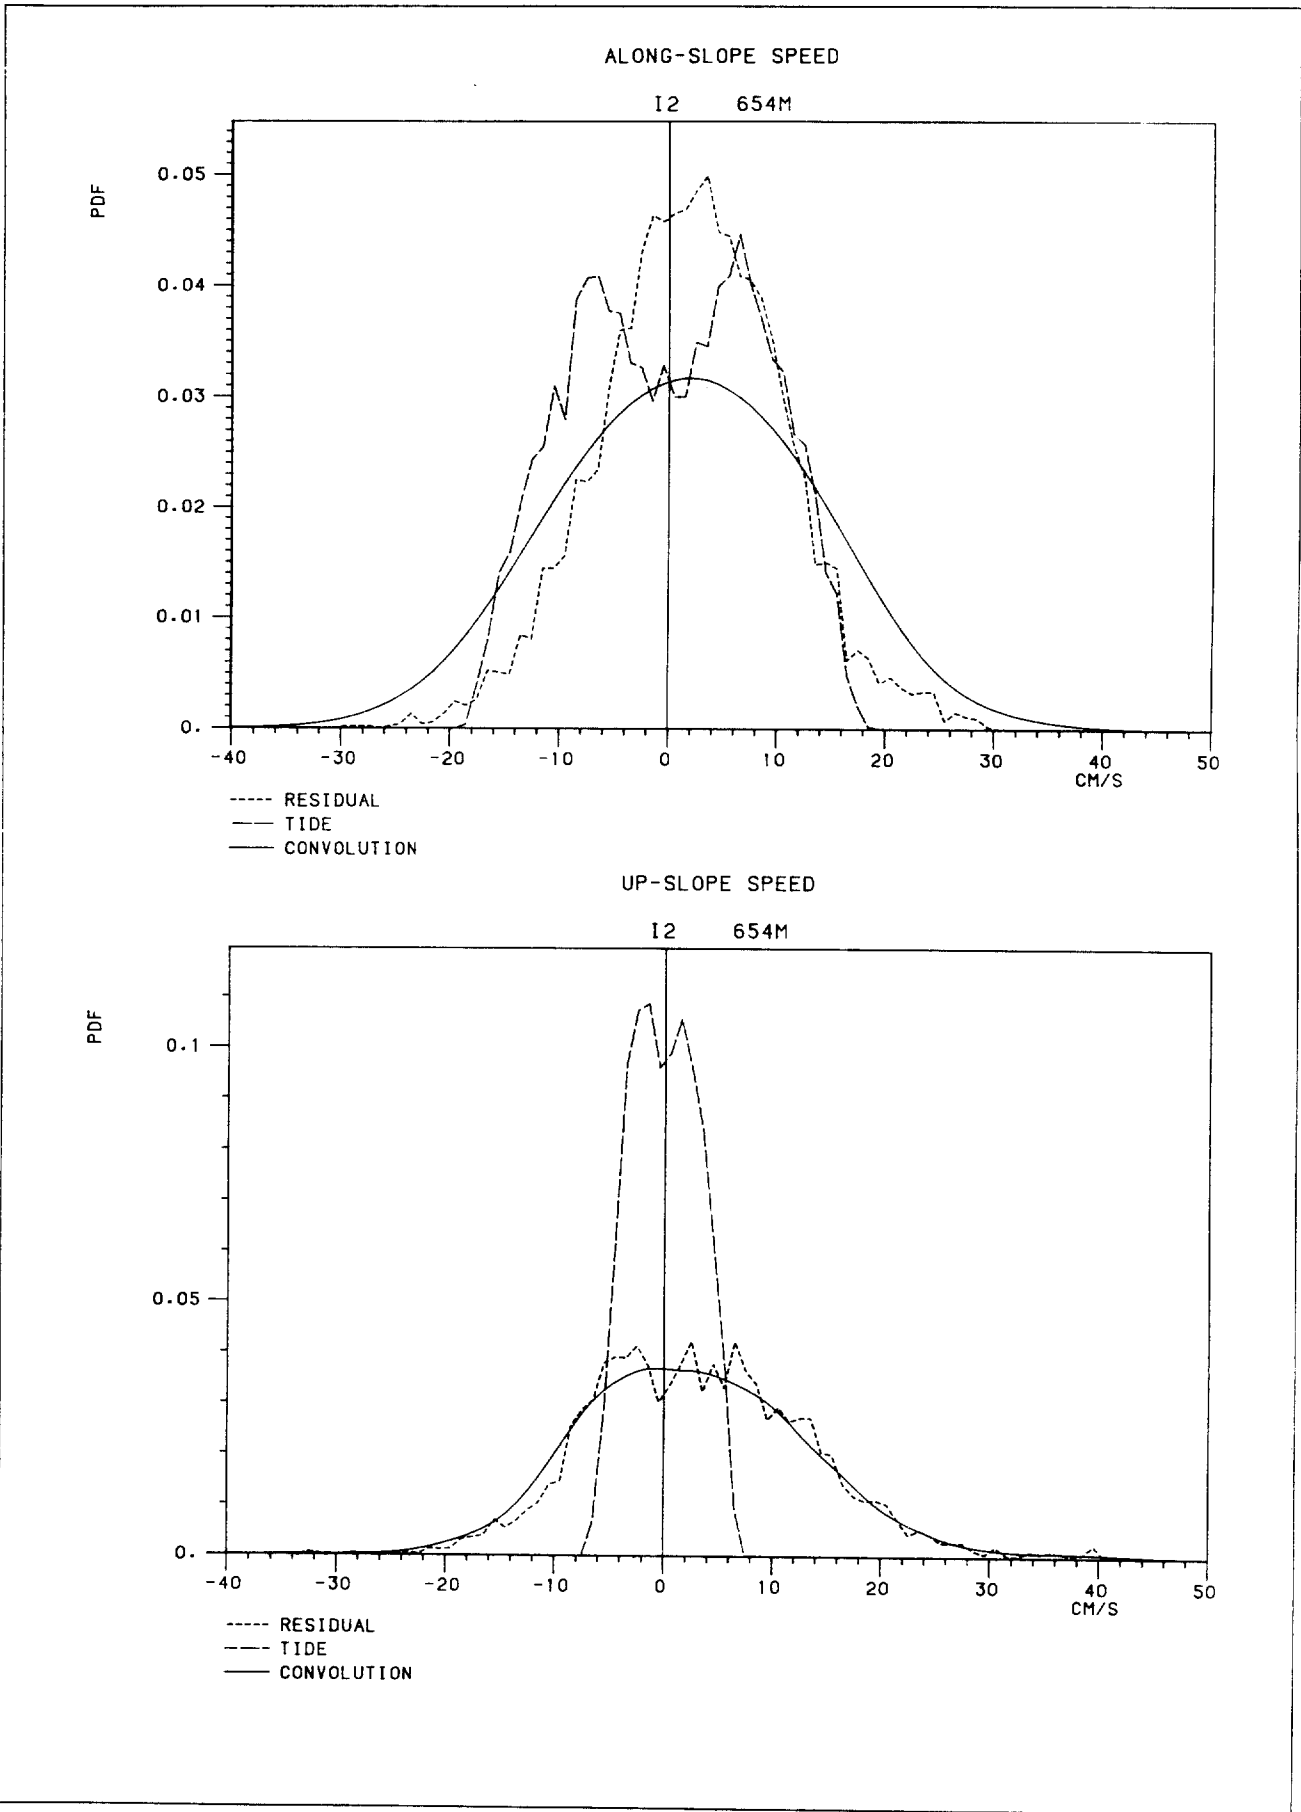 ALONG-SLOPE SPEED
I2 654M
PDF
0.05
0.04
0.03
0.02
0.01
0.
-40 -30 -20 -10 0 10 20 30 40 50
CM/S
RESIDUAL
TIDE
CONVOLUTION
UP-SLOPE SPEED
I2 654M
PDF
0.1
0.05
0.
-40 -30 -20 -10 0 10 20 30 40 50
CM/S
RESIDUAL
TIDE
CONVOLUTION